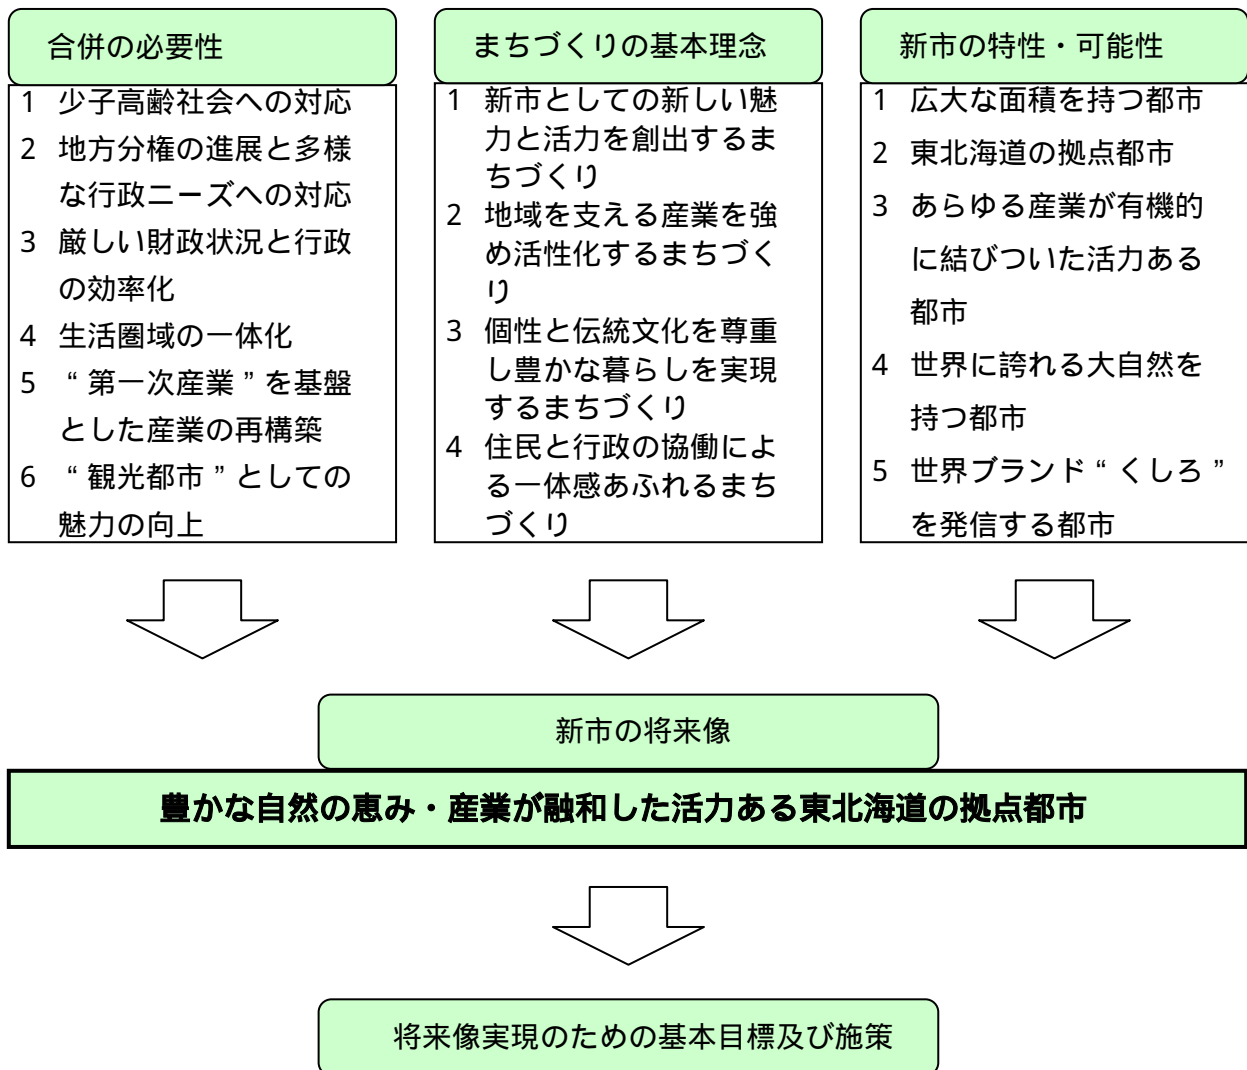 合併の必要性
1 少子高齢社会への対応
2 地方分権の進展と多様
な行政ニーズへの対応
3 厳しい財政状況と行政
の効率化
4 生活圏域の一体化
5 “第一次産業”を基盤
とした産業の再構築
6 “観光都市”としての
魅力の向上
まちづくりの基本理念
1 新市としての新しい魅
力と活力を創出するま
ちづくり
2 地域を支える産業を強
め活性化するまちづく
り
3 個性と伝統文化を尊重
し豊かな暮らしを実現
するまちづくり
4 住民と行政の協働によ
る一体感あふれるまち
づくり
新市の特性・可能性
1 広大な面積を持つ都市
2 東北海道の拠点都市
3 あらゆる産業が有機的
に結びついた活力ある
都市
4 世界に誇れる大自然を
持つ都市
5 世界ブランド“くしろ”
を発信する都市
新市の将来像
豊かな自然の恵み・産業が融和した活力ある東北海道の拠点都市
将来像実現のための基本目標及び施策